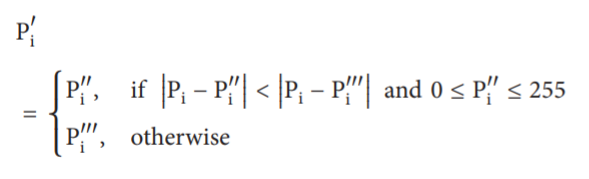 P′ᵢ
= { P″ᵢ, if |Pᵢ − P″ᵢ| < |Pᵢ − P‴ᵢ| and 0 ≤ P″ᵢ ≤ 255
P‴ᵢ, otherwise